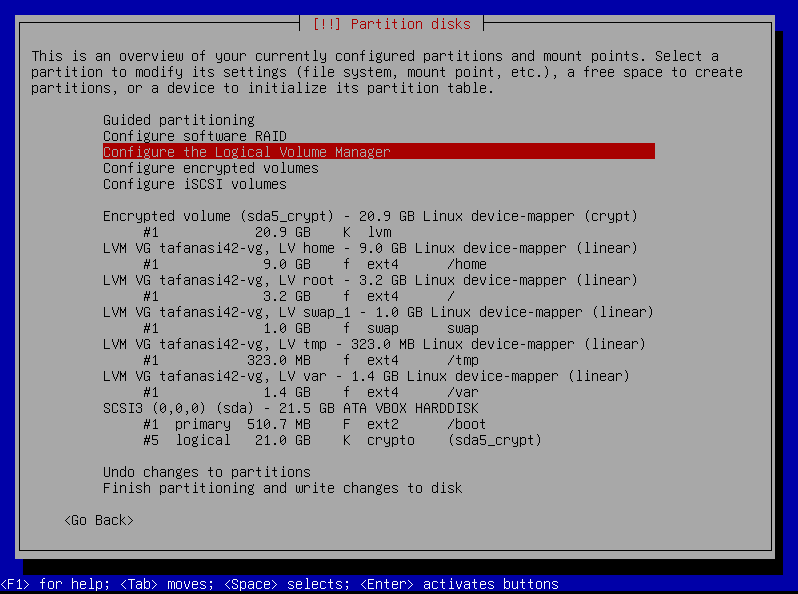 [!!] Partition disks
This is an overview of your currently configured partitions and mount points. Select a
partition to modify its settings (file system, mount point, etc.), a free space to create
partitions, or a device to initialize its partition table.
Guided partitioning
Configure software RAID
Configure the Logical Volume Manager
Configure encrypted volumes
Configure iSCSI volumes
Encrypted volume (sda5_crypt) - 20.9 GB Linux device-mapper (crypt)
#1 20.9 GB K lvm
LVM VG tafanasi42-vg, LV home - 9.0 GB Linux device-mapper (linear)
#1 9.0 GB f ext4 /home
LVM VG tafanasi42-vg, LV root - 3.2 GB Linux device-mapper (linear)
#1 3.2 GB f ext4 /
LVM VG tafanasi42-vg, LV swap_1 - 1.0 GB Linux device-mapper (linear)
#1 1.0 GB f swap swap
LVM VG tafanasi42-vg, LV tmp - 323.0 MB Linux device-mapper (linear)
#1 323.0 MB f ext4 /tmp
LVM VG tafanasi42-vg, LV var - 1.4 GB Linux device-mapper (linear)
#1 1.4 GB f ext4 /var
SCSI3 (0,0,0) (sda) - 21.5 GB ATA VBOX HARDDISK
#1 primary 510.7 MB F ext2 /boot
#5 logical 21.0 GB K crypto (sda5_crypt)
Undo changes to partitions
Finish partitioning and write changes to disk
<Go Back>
<F1> for help; <Tab> moves; <Space> selects; <Enter> activates buttons